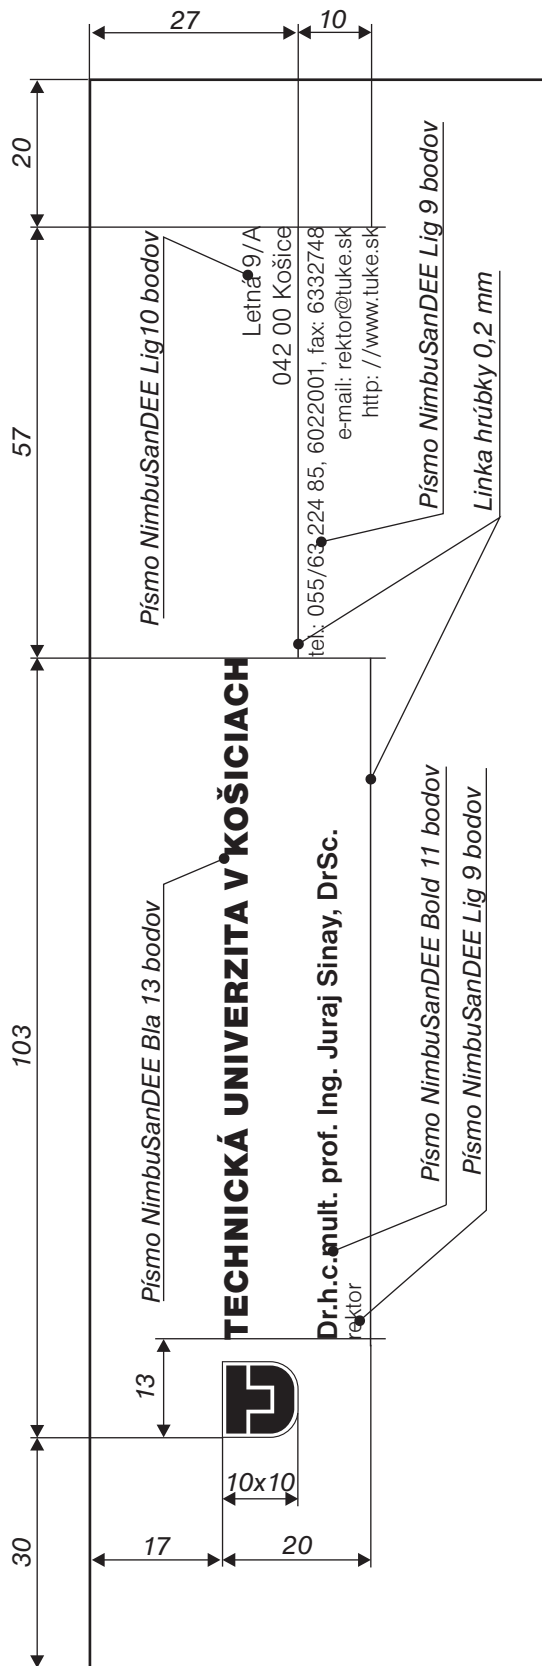 30
103
57
20
17
20
10x10
13
27
10
Písmo NimbuSanDEE Bla 13 bodov
Písmo NimbuSanDEE Lig10 bodov
TECHNICKÁ UNIVERZITA V KOŠICIACH
Letná 9/A
042 00 Košice
Dr.h.c.mult. prof. Ing. Juraj Sinay, DrSc.
rektor
tel.: 055/63 224 85, 6022001, fax: 6332748
e-mail: rektor@tuke.sk
http: //www.tuke.sk
Písmo NimbuSanDEE Bold 11 bodov
Písmo NimbuSanDEE Lig 9 bodov
Písmo NimbuSanDEE Lig 9 bodov
Linka hrúbky 0,2 mm